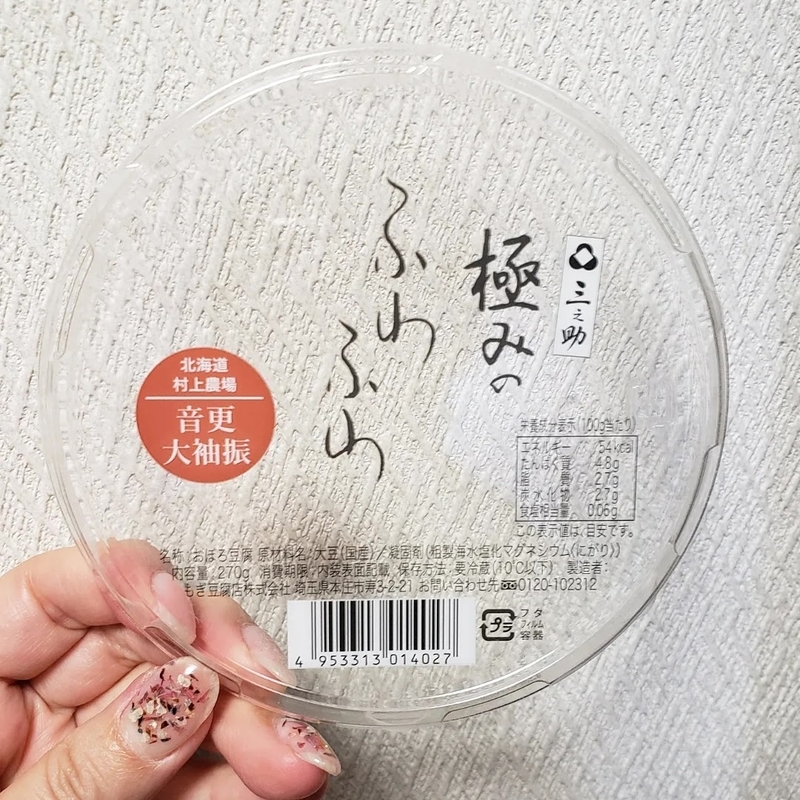 三之助
極みの
ふわ
ふわ
北海道
村上農場
音更
大袖振
栄養成分表示(100g当たり)
エネルギー 54kcal
たんぱく質 4.8g
脂質 2.7g
炭水化物 2.7g
食塩相当量 0.06g
この表示値は、目安です。
名称/おぼろ豆腐 原材料名/大豆(国産)/凝固剤(粗製海水塩化マグネシウム(にがり))
内容量/270g 消費期限/内装表面記載 保存方法/要冷蔵(10℃以下) 製造者/
もぎ豆腐店株式会社 埼玉県本庄市寿3-2-21 お問い合わせ先 0120-102312
4 953313 014027
プラ
フタ
フィルム
容器